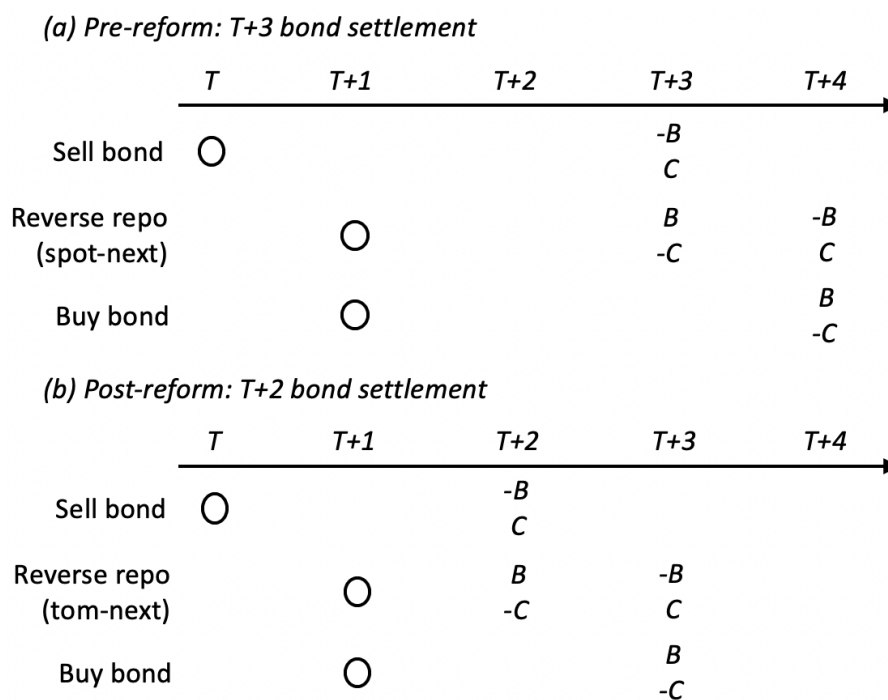 (a) Pre-reform: T+3 bond settlement
T T+1 T+2 T+3 T+4
Sell bond
-B
C
Reverse repo
(spot-next)
B -B
-C C
Buy bond
B
-C
(b) Post-reform: T+2 bond settlement
T T+1 T+2 T+3 T+4
Sell bond
-B
C
Reverse repo
(tom-next)
B -B
-C C
Buy bond
B
-C